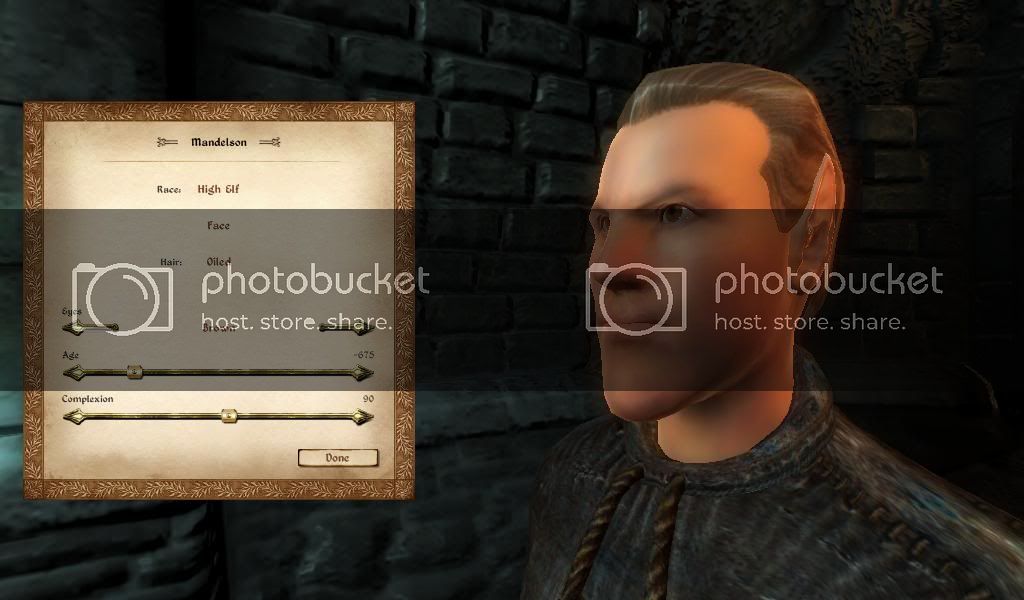 Mandelson
Race: High Elf
Face
Hair: Oiled
photobucket
host. store. share.
photobucket
host. store. share.
Eyes
Brown
Age -675
Complexion 90
Done